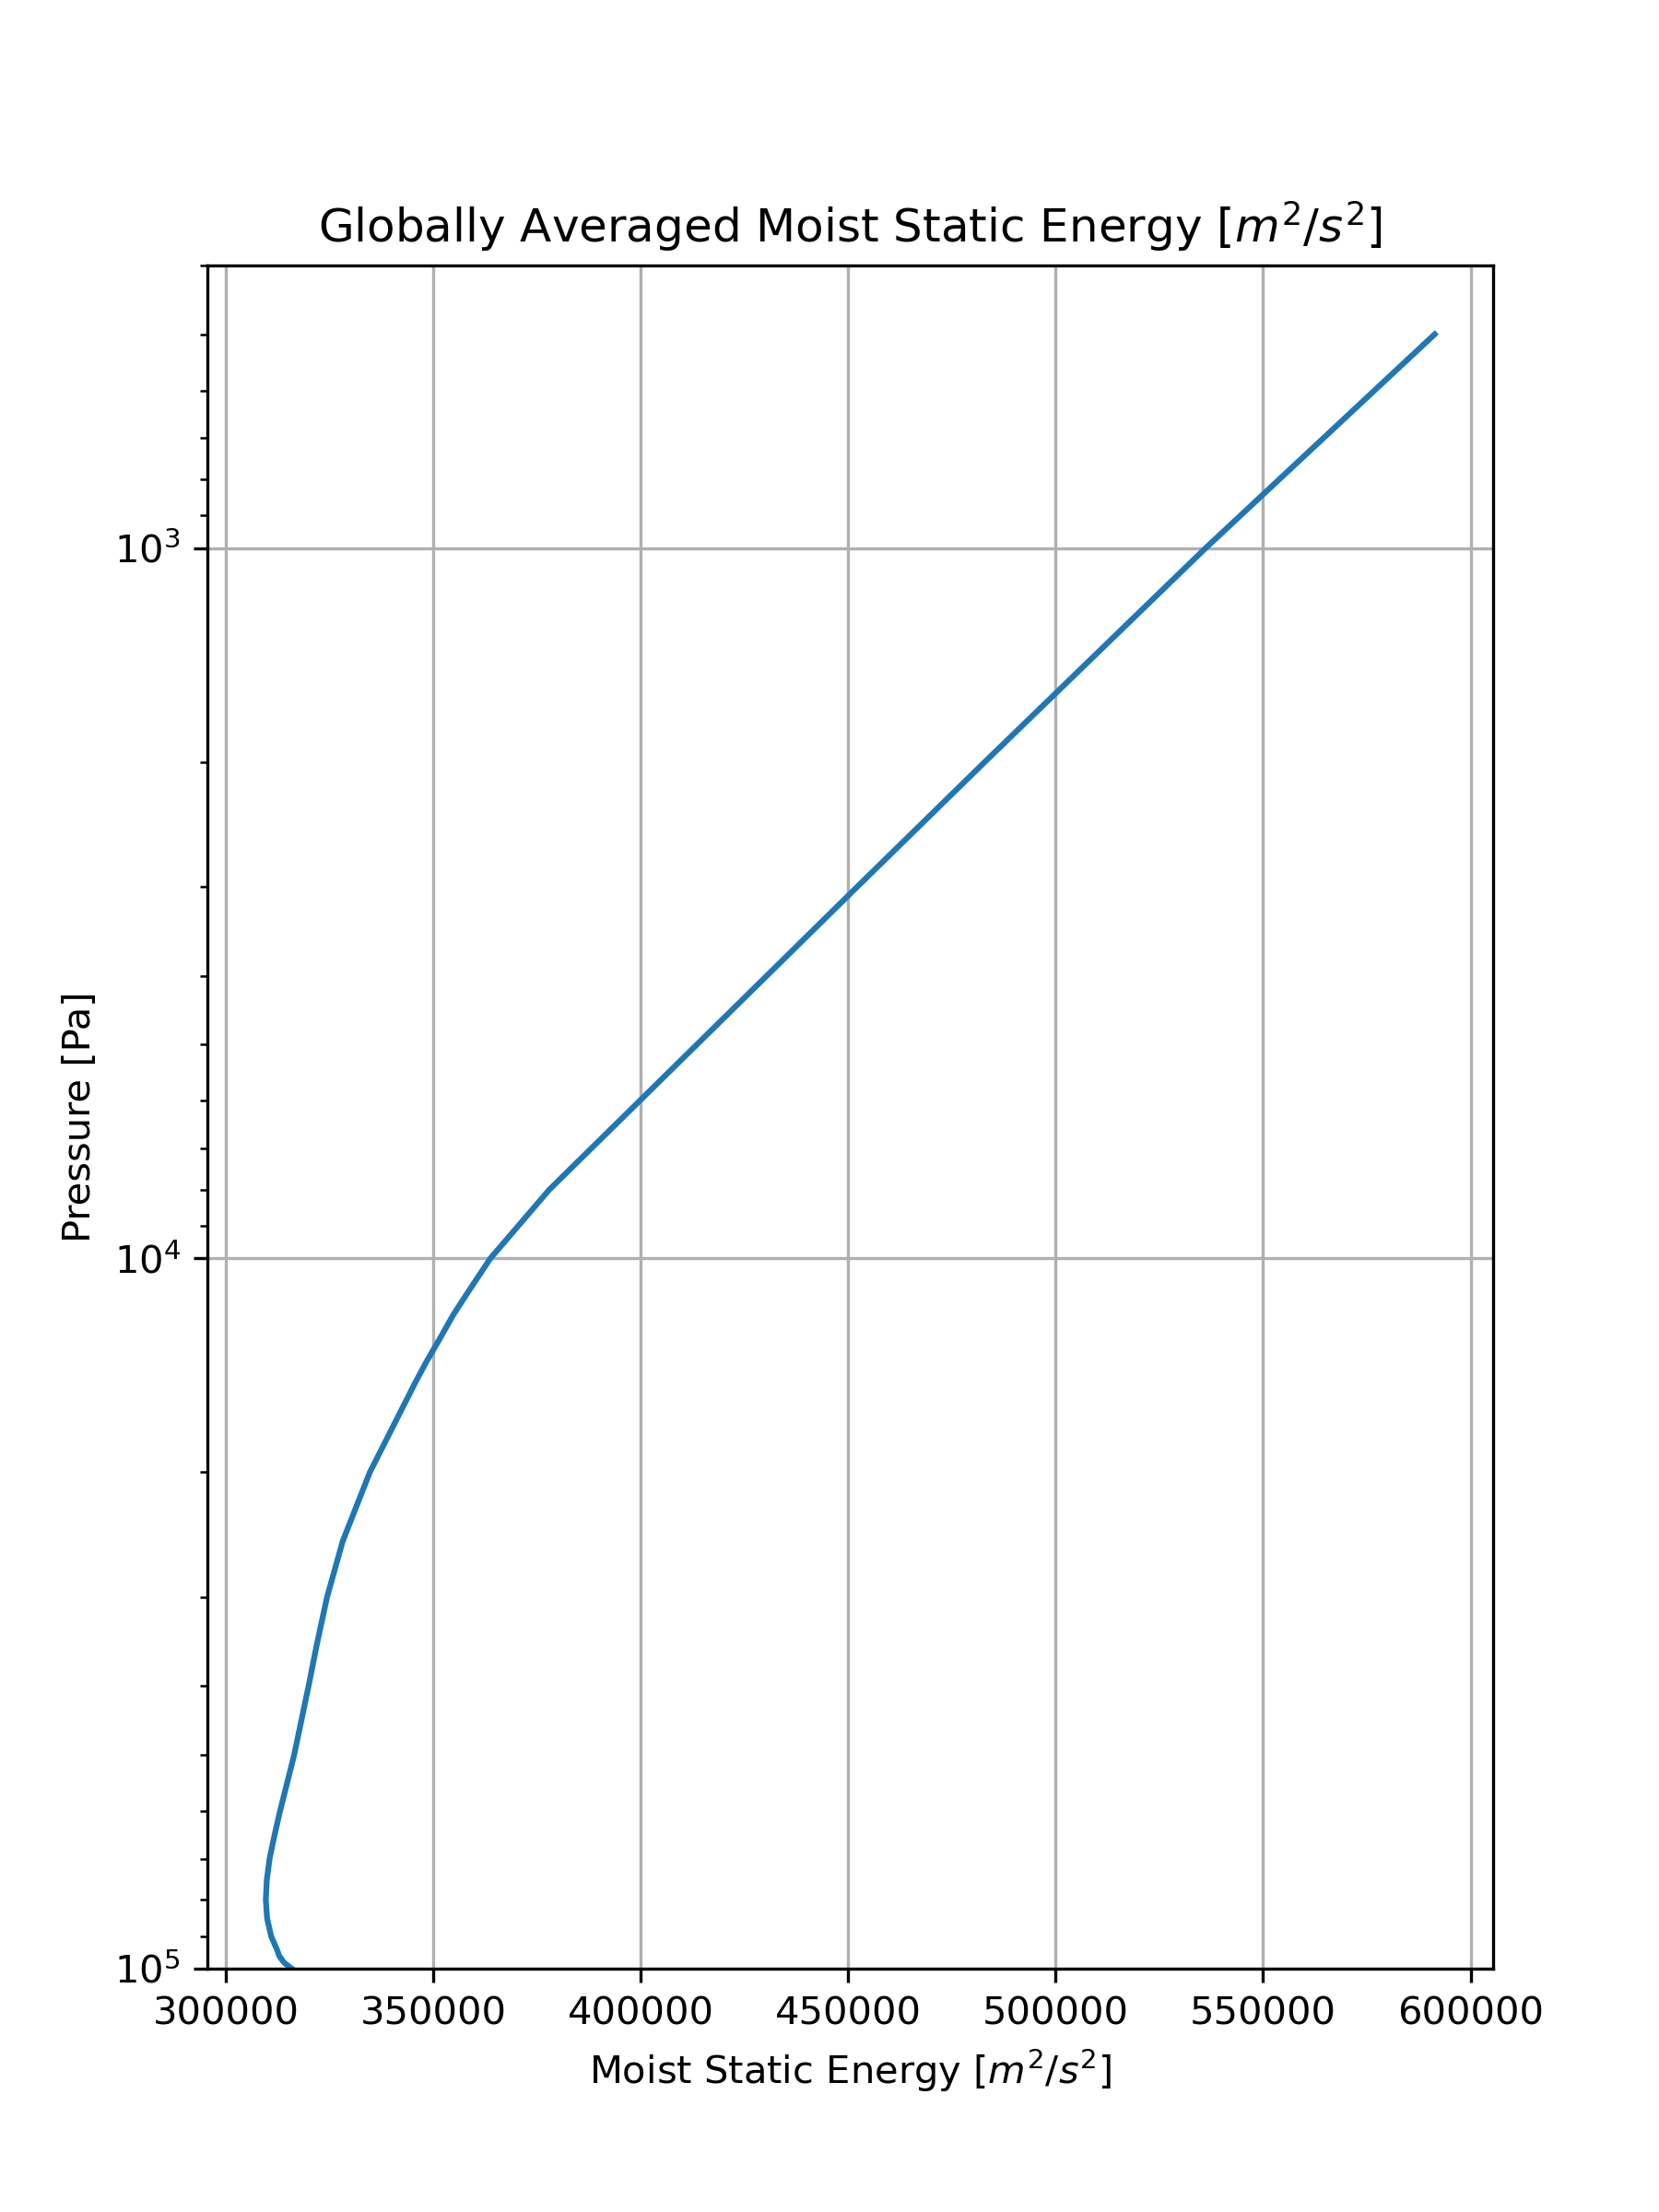 Globally Averaged Moist Static Energy [m²/s²]
10³
Pressure [Pa]
10⁴
10⁵
300000 350000 400000 450000 500000 550000 600000
Moist Static Energy [m²/s²]